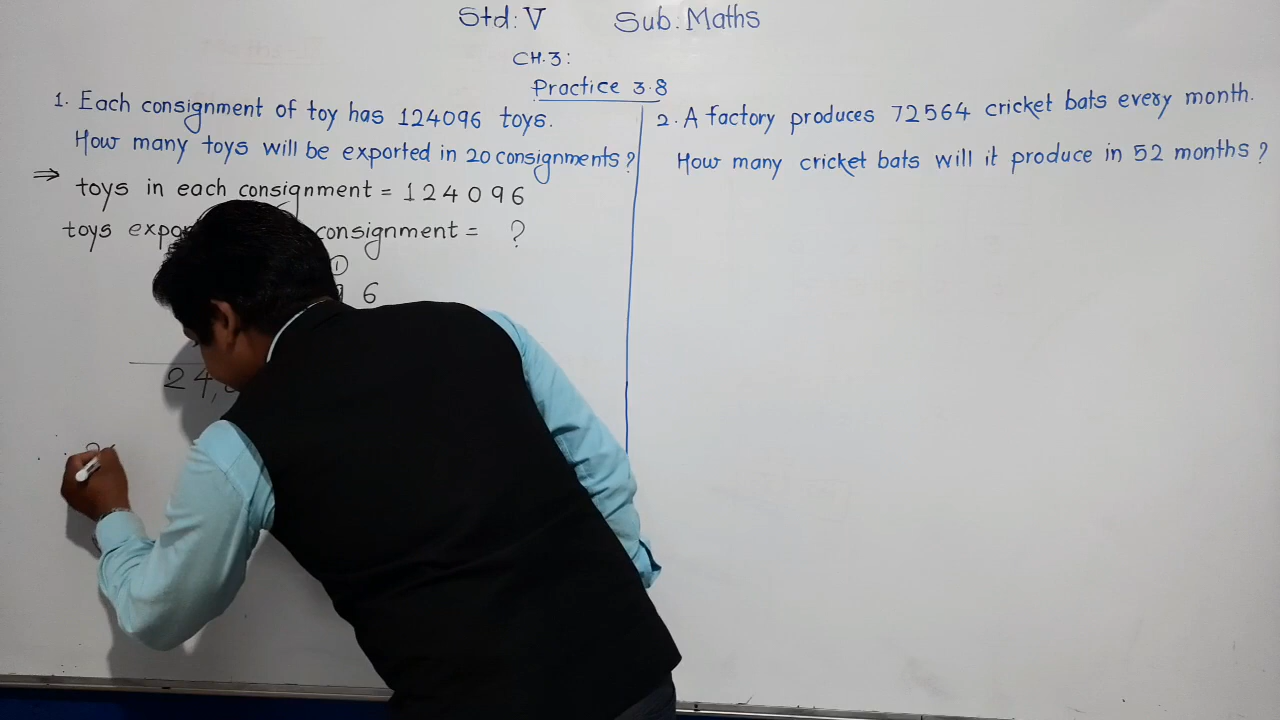 Std: V Sub: Maths
CH.3:
Practice 3.8
1. Each consignment of toy has 124096 toys.
How many toys will be exported in 20 consignments?
⇒ toys in each consignment = 124096
toys consignment = ?
1
6
24,
2. A factory produces 72564 cricket bats every month.
How many cricket bats will it produce in 52 months?